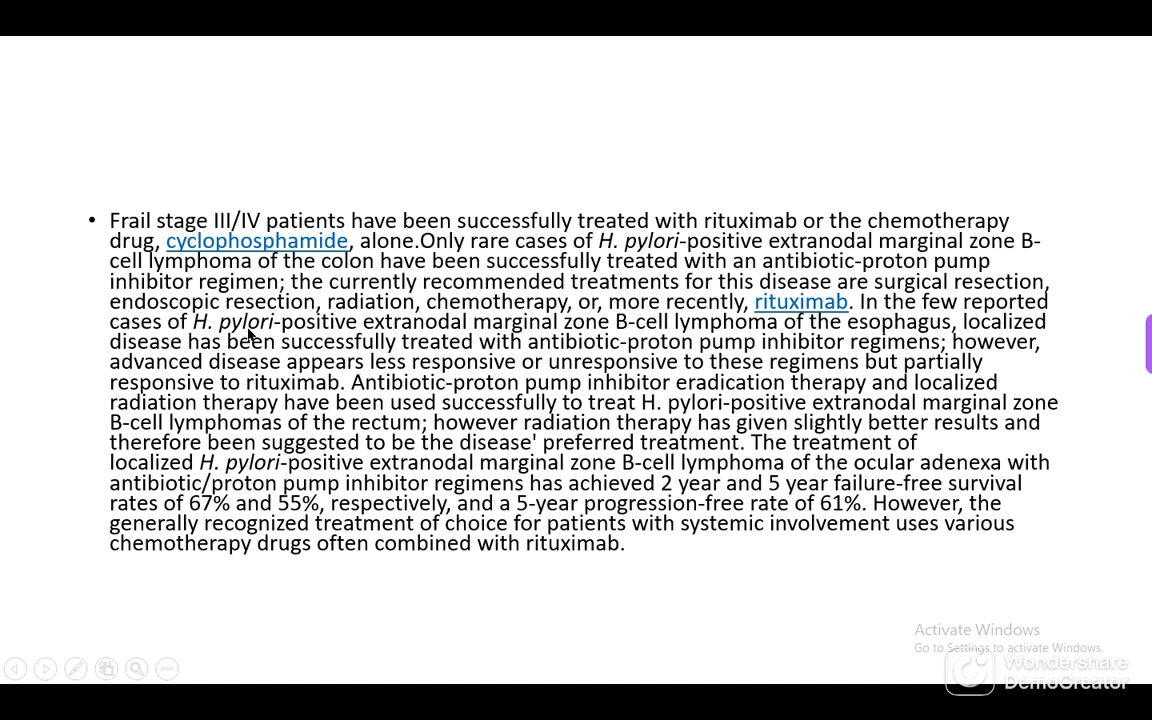 • Frail stage III/IV patients have been successfully treated with rituximab or the chemotherapy
drug, cyclophosphamide, alone.Only rare cases of H. pylori-positive extranodal marginal zone B-
cell lymphoma of the colon have been successfully treated with an antibiotic-proton pump
inhibitor regimen; the currently recommended treatments for this disease are surgical resection,
endoscopic resection, radiation, chemotherapy, or, more recently, rituximab. In the few reported
cases of H. pylori-positive extranodal marginal zone B-cell lymphoma of the esophagus, localized
disease has been successfully treated with antibiotic-proton pump inhibitor regimens; however,
advanced disease appears less responsive or unresponsive to these regimens but partially
responsive to rituximab. Antibiotic-proton pump inhibitor eradication therapy and localized
radiation therapy have been used successfully to treat H. pylori-positive extranodal marginal zone
B-cell lymphomas of the rectum; however radiation therapy has given slightly better results and
therefore been suggested to be the disease' preferred treatment. The treatment of
localized H. pylori-positive extranodal marginal zone B-cell lymphoma of the ocular adenexa with
antibiotic/proton pump inhibitor regimens has achieved 2 year and 5 year failure-free survival
rates of 67% and 55%, respectively, and a 5-year progression-free rate of 61%. However, the
generally recognized treatment of choice for patients with systemic involvement uses various
chemotherapy drugs often combined with rituximab.
Activate Windows
Go to Settings to activate Windows.
Wondershare
DemoCreator